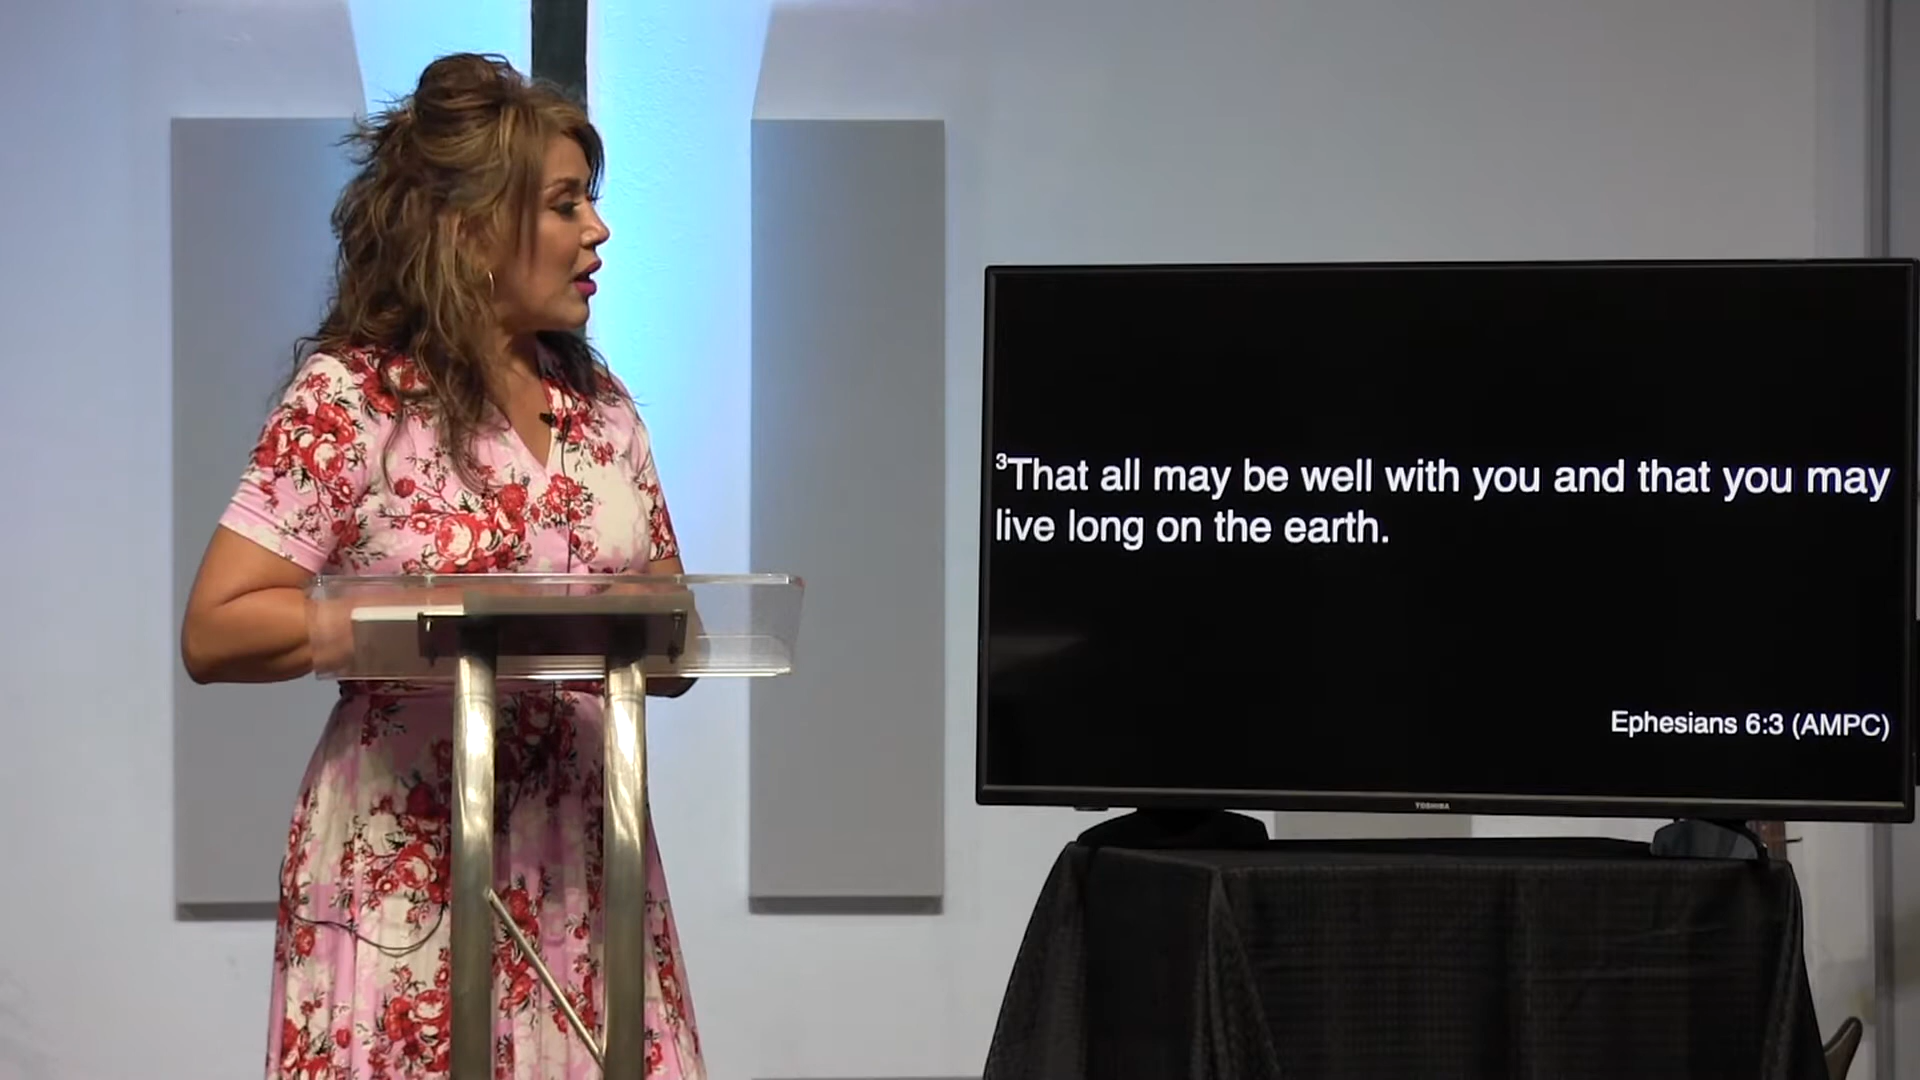 ³That all may be well with you and that you may
live long on the earth.
Ephesians 6:3 (AMPC)
TOSHIBA